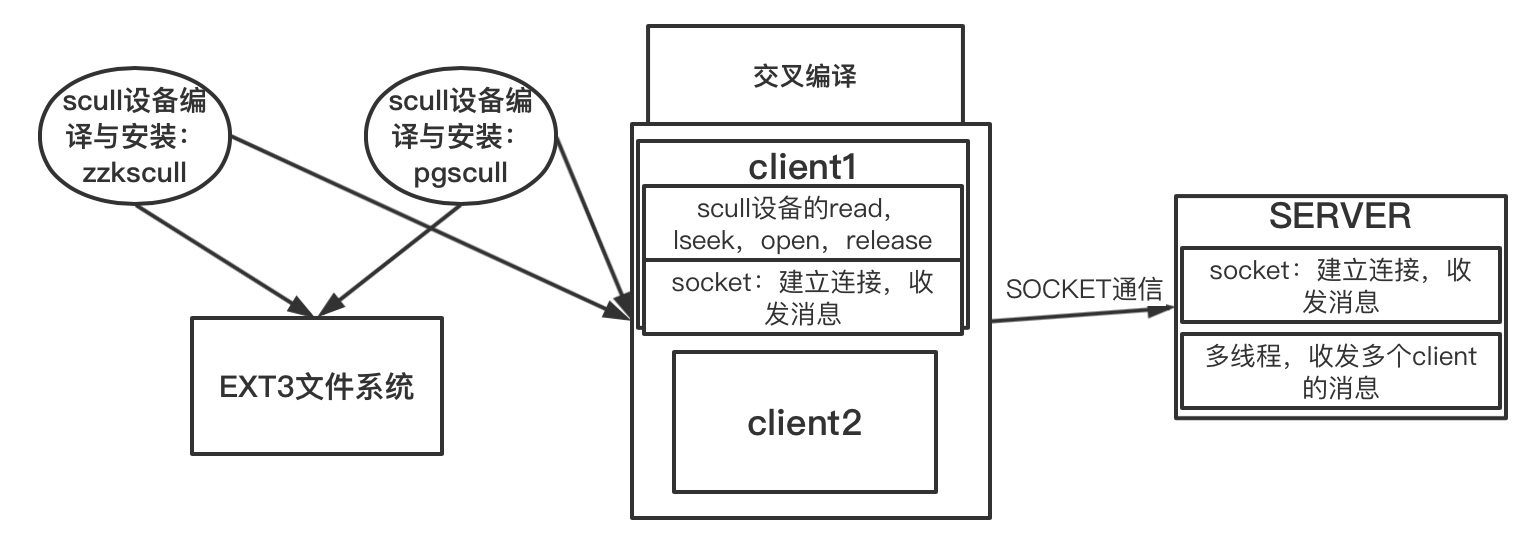 scull设备编
译与安装：
zzkscull
scull设备编
译与安装：
pgscull
EXT3文件系统
交叉编译
client1
scull设备的read，
lseek，open，release
socket：建立连接，收
发消息
client2
SOCKET通信
SERVER
socket：建立连接，收
发消息
多线程，收发多个client
的消息